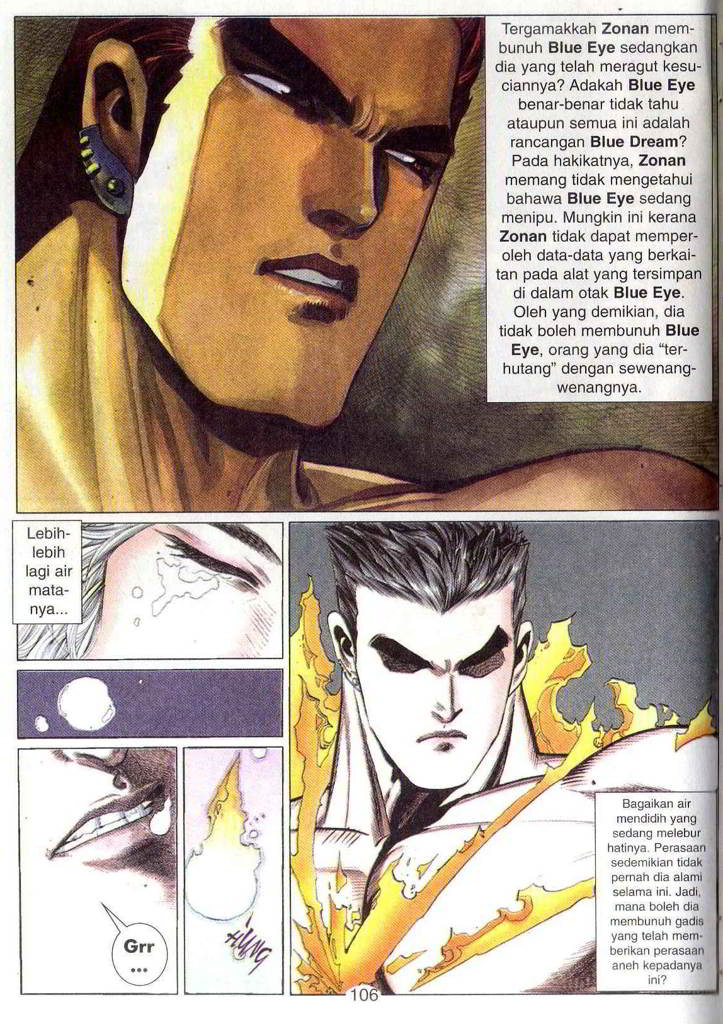 Tergamakkah Zonan mem-
bunuh Blue Eye sedangkan
dia yang telah meragut kesu-
ciannya? Adakah Blue Eye
benar-benar tidak tahu
ataupun semua ini adalah
rancangan Blue Dream?
Pada hakikatnya, Zonan
memang tidak mengetahui
bahawa Blue Eye sedang
menipu. Mungkin ini kerana
Zonan tidak dapat memper-
oleh data-data yang berkai-
tan pada alat yang tersimpan
di dalam otak Blue Eye.
Oleh yang demikian, dia
tidak boleh membunuh Blue
Eye, orang yang dia “ter-
hutang” dengan sewenang-
wenangnya.
Lebih-
lebih
lagi air
mata-
nya...
Grr
...
Bagaikan air
mendidih yang
sedang melebur
hatinya. Perasaan
sedemikian tidak
pernah dia alami
selama ini. Jadi,
mana boleh dia
membunuh gadis
yang telah mem-
berikan perasaan
aneh kepadanya
ini?
106